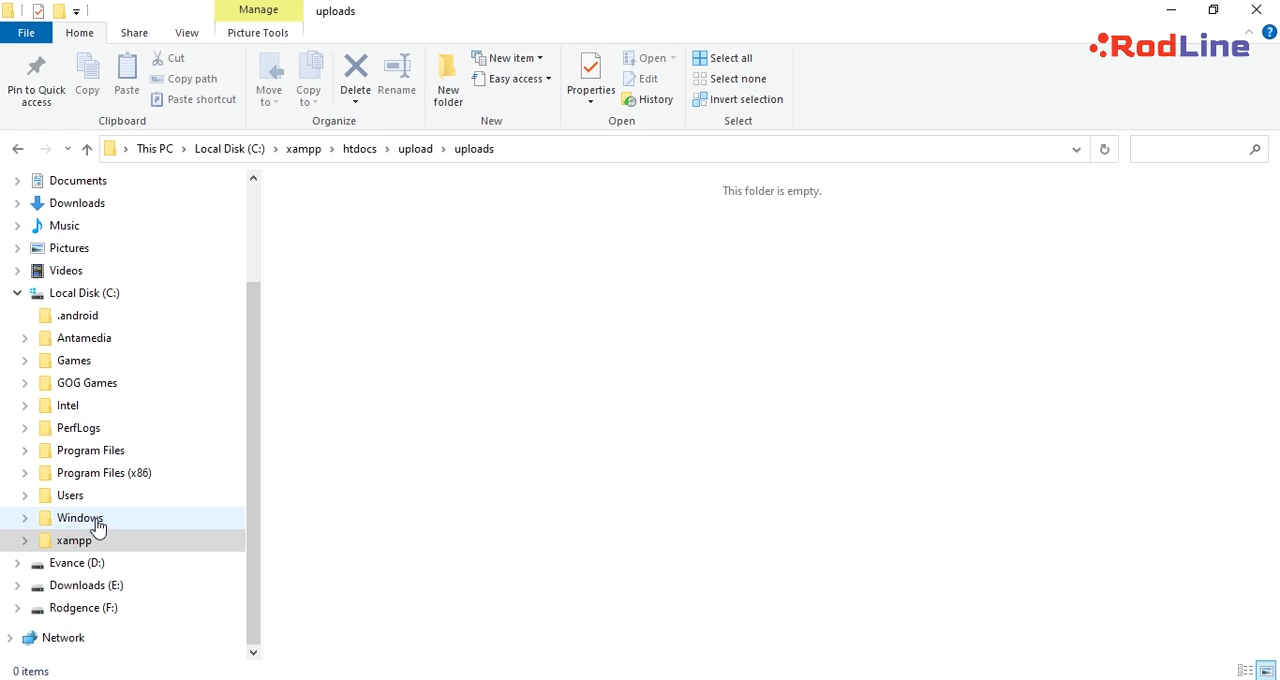 Manage
uploads
File
Home
Share
View
Picture Tools
RodLine
Pin to Quick access
Copy
Paste
Cut
Copy path
Paste shortcut
Clipboard
Move to
Copy to
Delete
Rename
Organize
New folder
New item
Easy access
New
Properties
Open
Edit
History
Open
Select all
Select none
Invert selection
Select
This PC > Local Disk (C:) > xampp > htdocs > upload > uploads
Documents
This folder is empty.
Downloads
Music
Pictures
Videos
Local Disk (C:)
.android
Antamedia
Games
GOG Games
Intel
PerfLogs
Program Files
Program Files (x86)
Users
Windows
xampp
Evance (D:)
Downloads (E:)
Rodgence (F:)
Network
0 items